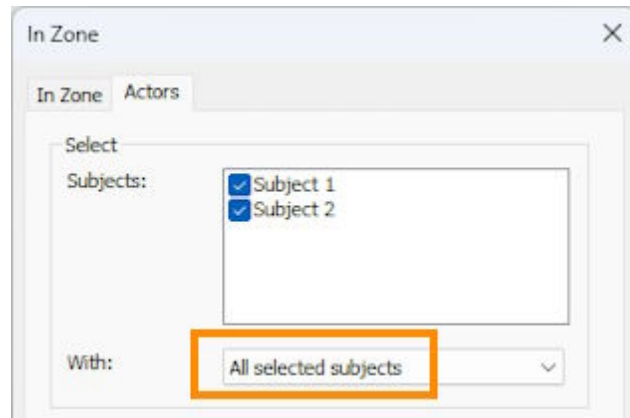 In Zone
In Zone Actors
Select
Subjects:
Subject 1
Subject 2
With: All selected subjects